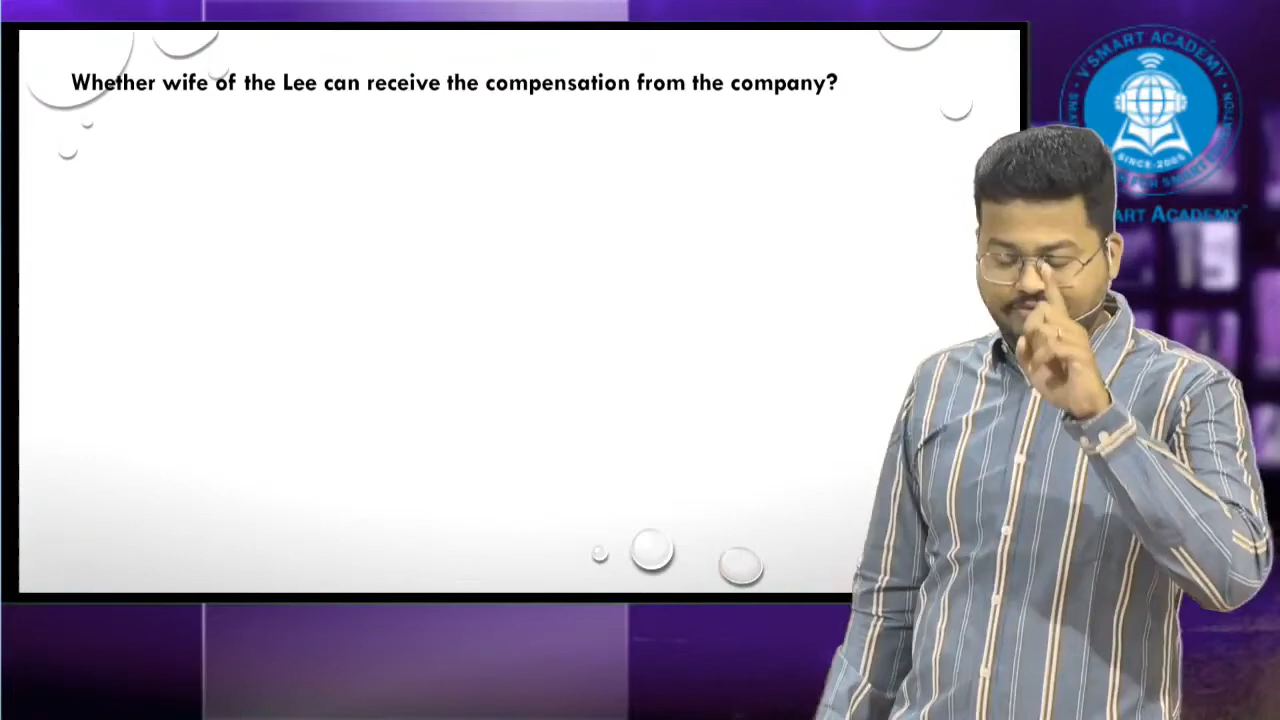 Whether wife of the Lee can receive the compensation from the company?
V'SMART ACADEMY
SINCE-2005
ART ACADEMY